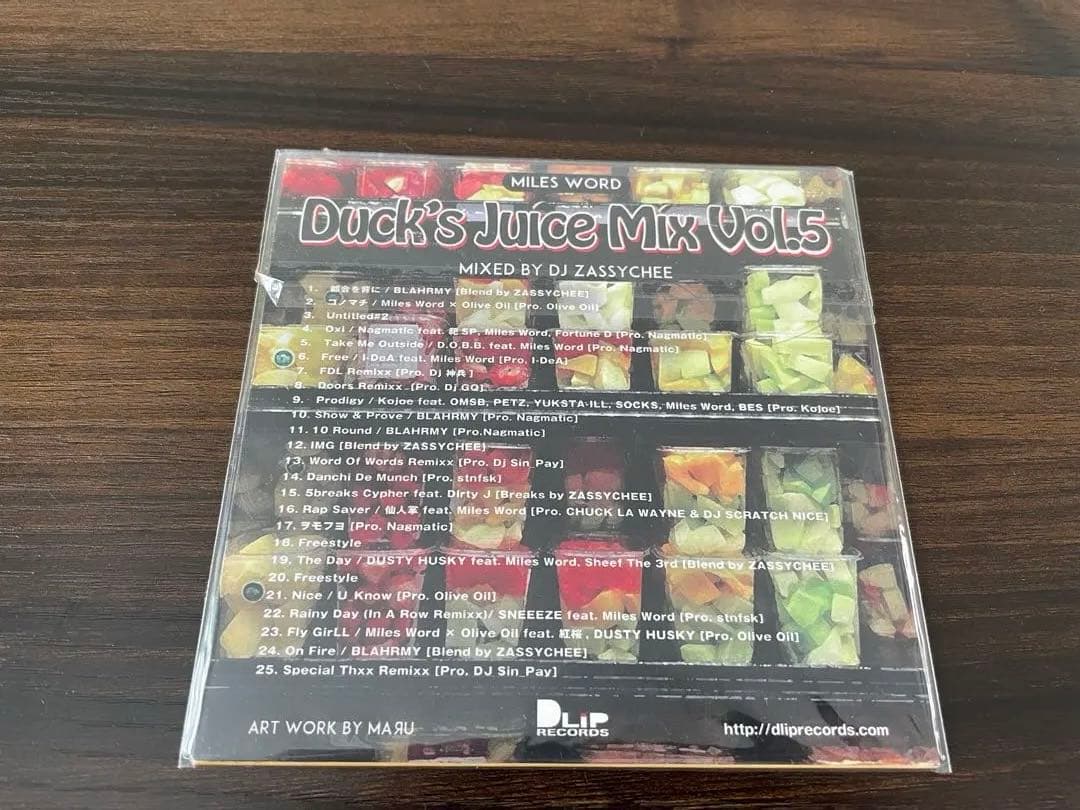 MILES WORD
Duck's Juice Mix Vol.5
MIXED BY DJ ZASSYCHEE
1. 都会を背に / BLAHRMY [Blend by ZASSYCHEE]
2. コノマチ / Miles Word × Olive Oil [Pro. Olive Oil]
3. Untitled#2
4. Oxi / Nagmatic feat. 紀SP, Miles Word, Fortune D [Pro. Nagmatic]
5. Take Me Outside / D.O.B.B. feat. Miles Word [Pro. Nagmatic]
6. Free / I-DeA feat. Miles Word [Pro. I-DeA]
7. FDL Remixx [Pro. Dj 神兵]
8. Doors Remixx [Pro. Dj GQ]
9. Prodigy / Kojoe feat. OMSB, PETZ, YUKSTA-ILL, SOCKS, Miles Word, BES [Pro. Kojoe]
10. Show & Prove / BLAHRMY [Pro. Nagmatic]
11. 10 Round / BLAHRMY [Pro.Nagmatic]
12. IMG [Blend by ZASSYCHEE]
13. Word Of Words Remixx [Pro. Dj Sin_Pay]
14. Danchi De Munch [Pro. stnfsk]
15. 5breaks Cypher feat. Dirty J [Breaks by ZASSYCHEE]
16. Rap Saver / 仙人掌 feat. Miles Word [Pro. CHUCK LA WAYNE & DJ SCRATCH NICE]
17. ヲモフヨ [Pro. Nagmatic]
18. Freestyle
19. The Day / DUSTY HUSKY feat. Miles Word, Sheef The 3rd [Blend by ZASSYCHEE]
20. Freestyle
21. Nice / U_Know [Pro. Olive Oil]
22. Rainy Day (In A Row Remixx)/ SNEEEZE feat. Miles Word [Pro. stnfsk]
23. Fly GirLL / Miles Word × Olive Oil feat. 紅桜, DUSTY HUSKY [Pro. Olive Oil]
24. On Fire / BLAHRMY [Blend by ZASSYCHEE]
25. Special Thxx Remixx [Pro. DJ Sin_Pay]
ART WORK BY MAЯU
DLiP
RECORDS
http://dliprecords.com